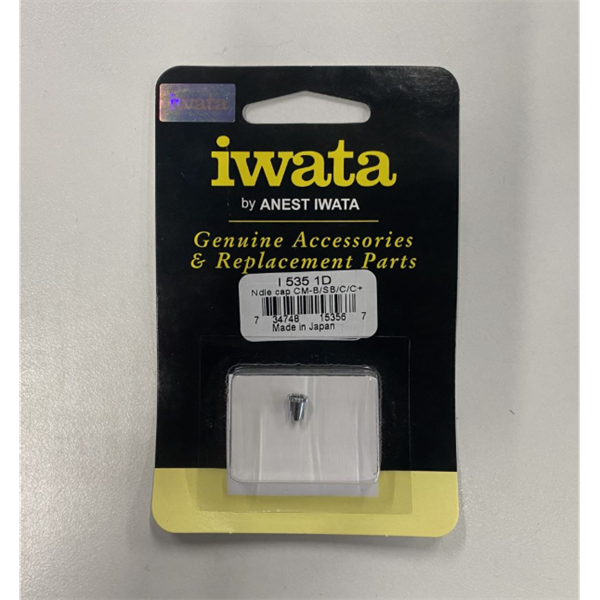 iwata
iwata
by ANEST IWATA
Genuine Accessories
& Replacement Parts
I 535 1D
Ndle cap CM-B/SB/C/C+
7 34748 15356 7
Made in Japan